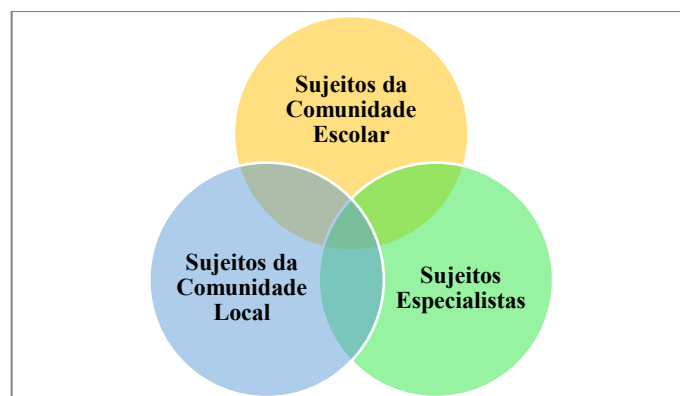 Sujeitos da
Comunidade
Escolar
Sujeitos da
Comunidade
Local
Sujeitos
Especialistas